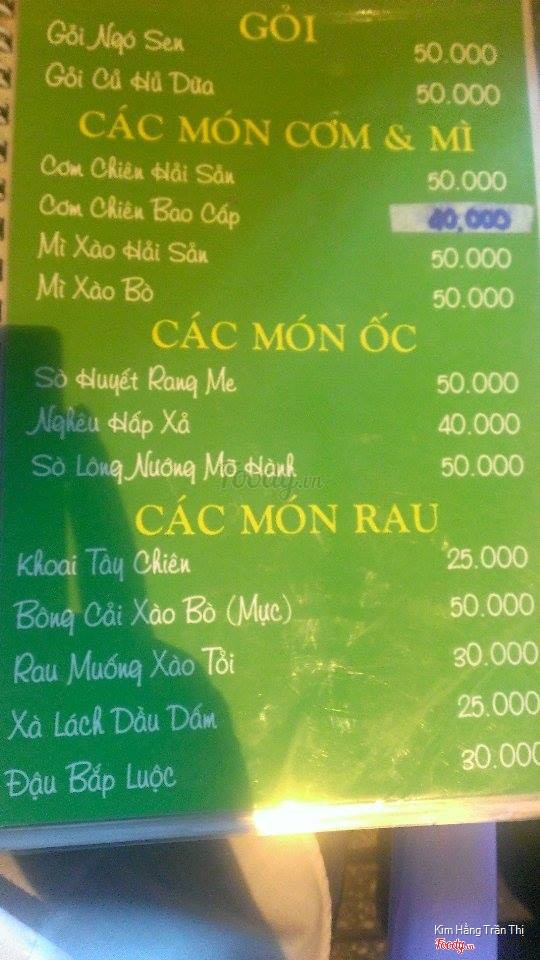 GỎI
Gỏi Ngó Sen 50.000
Gỏi Củ Hủ Dừa 50.000
CÁC MÓN CƠM & MÌ
Cơm Chiên Hải Sản 50.000
Cơm Chiên Bao Cấp 40,000
Mì Xào Hải Sản 50.000
Mì Xào Bò 50.000
CÁC MÓN ỐC
Sò Huyết Rang Me 50.000
Nghêu Hấp Xả 40.000
Sò Lông Nướng Mỡ Hành 50.000
foody.vn
CÁC MÓN RAU
Khoai Tây Chiên 25.000
Bông Cải Xào Bò (Mực) 50.000
Rau Muống Xào Tỏi 30.000
Xà Lách Dầu Dấm 25.000
Đậu Bắp Luộc 30.000
Kim Hằng Trần Thị
Foody.vn